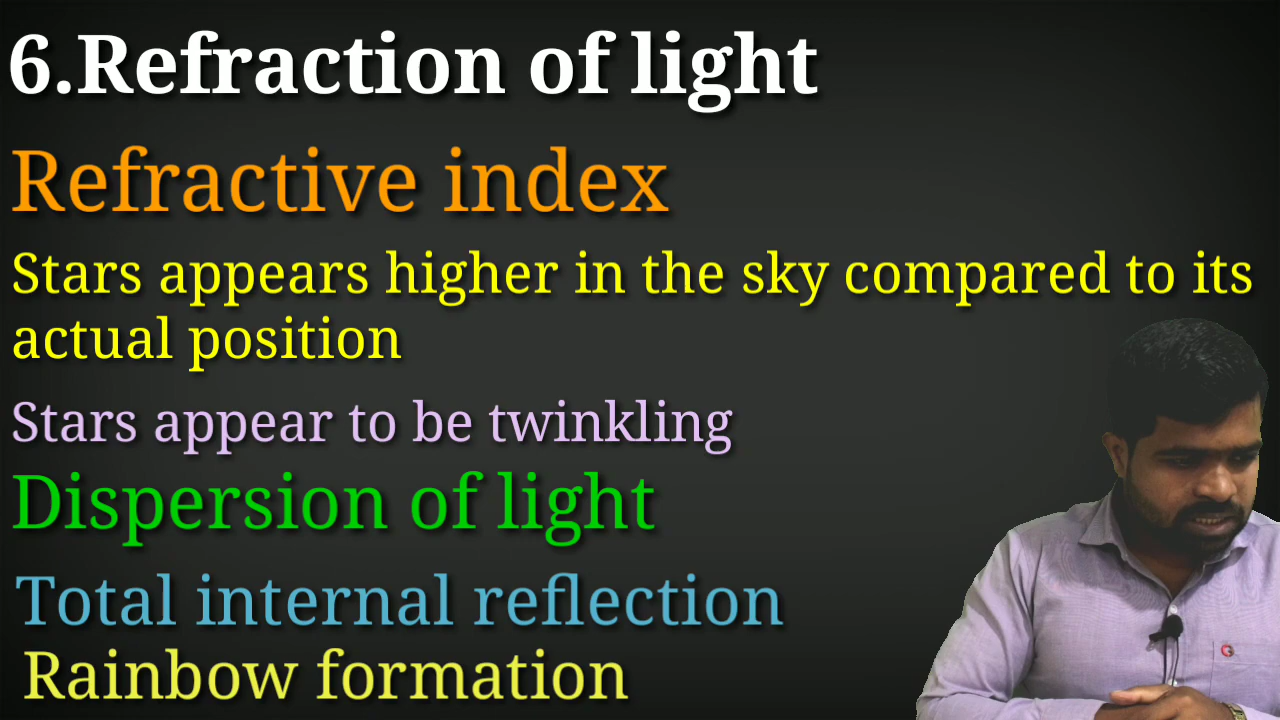 6.Refraction of light
Refractive index
Stars appears higher in the sky compared to its
actual position
Stars appear to be twinkling
Dispersion of light
Total internal reflection
Rainbow formation